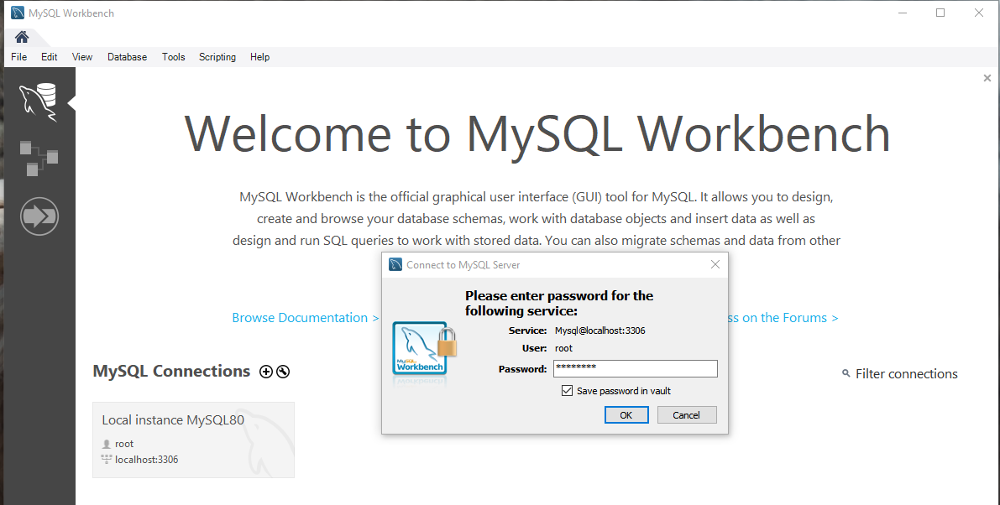 MySQL Workbench
File Edit View Database Tools Scripting Help
Welcome to MySQL Workbench
MySQL Workbench is the official graphical user interface (GUI) tool for MySQL. It allows you to design,
create and browse your database schemas, work with database objects and insert data as well as
design and run SQL queries to work with stored data. You can also migrate schemas and data from other
Browse Documentation >
ss on the Forums >
MySQL Connections
Filter connections
Local instance MySQL80
root
localhost:3306
Connect to MySQL Server
Please enter password for the
following service:
Service: Mysql@localhost:3306
User: root
Password: ********
Save password in vault
OK Cancel
MySQL
Workbench